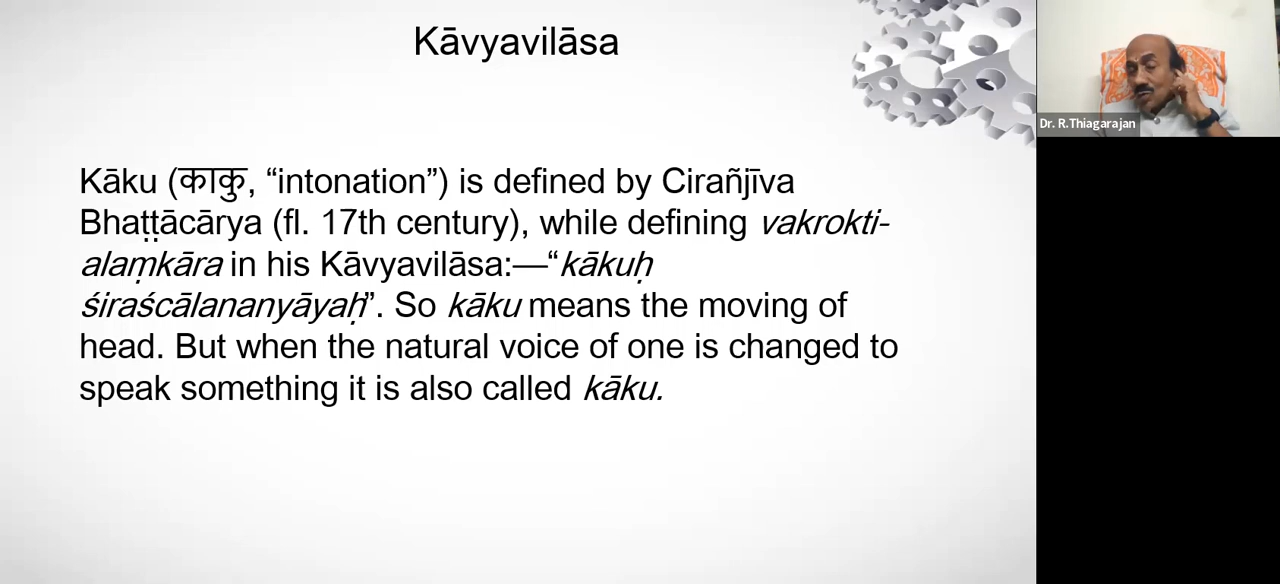 Kāvyavilāsa
Kāku (काकु, “intonation”) is defined by Cirañjīva
Bhaṭṭācārya (fl. 17th century), while defining vakrokti-
alaṃkāra in his Kāvyavilāsa:—“kākuḥ
śiraścālananyāyaḥ”. So kāku means the moving of
head. But when the natural voice of one is changed to
speak something it is also called kāku.
Dr. R.Thiagarajan